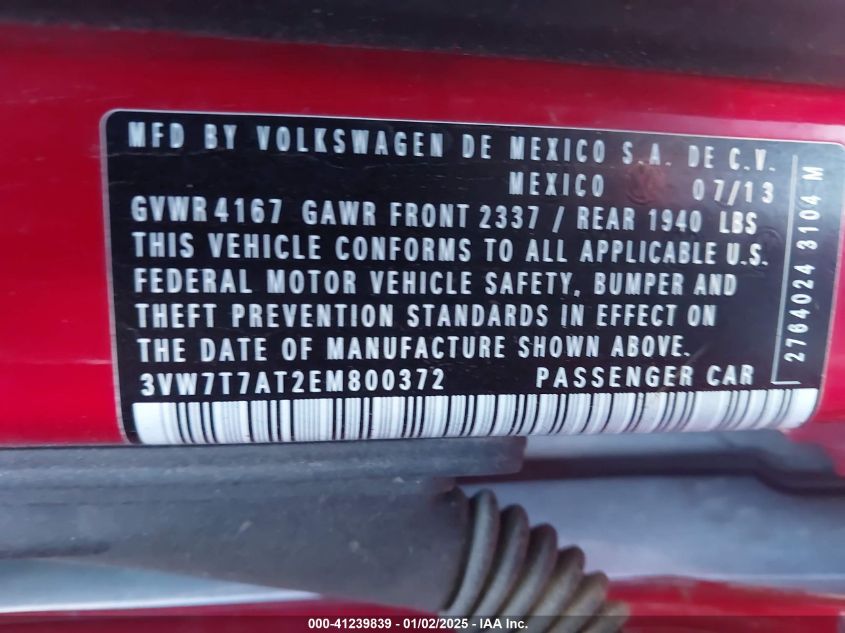 MFD BY VOLKSWAGEN DE MEXICO S.A. DE C.V.
MEXICO 07/13
GVWR 4167 GAWR FRONT 2337 / REAR 1940 LBS
THIS VEHICLE CONFORMS TO ALL APPLICABLE U.S.
FEDERAL MOTOR VEHICLE SAFETY, BUMPER AND
THEFT PREVENTION STANDARDS IN EFFECT ON
THE DATE OF MANUFACTURE SHOWN ABOVE.
3VW7T7AT2EM800372 PASSENGER CAR
2764024 3104 M
000-41239839 - 01/02/2025 - IAA Inc.